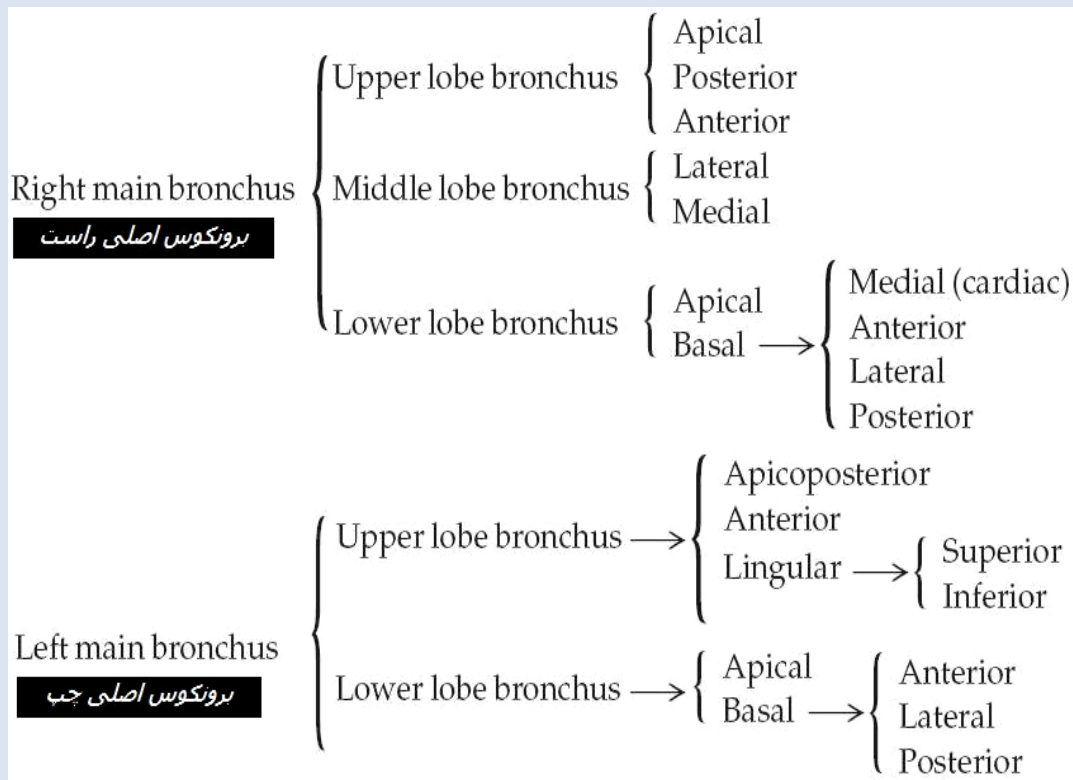 Right main bronchus
برونکوس اصلی راست
Upper lobe bronchus
Apical
Posterior
Anterior
Middle lobe bronchus
Lateral
Medial
Lower lobe bronchus
Apical
Basal →
Medial (cardiac)
Anterior
Lateral
Posterior
Left main bronchus
برونکوس اصلی چپ
Upper lobe bronchus →
Apicoposterior
Anterior
Lingular →
Superior
Inferior
Lower lobe bronchus →
Apical
Basal →
Anterior
Lateral
Posterior